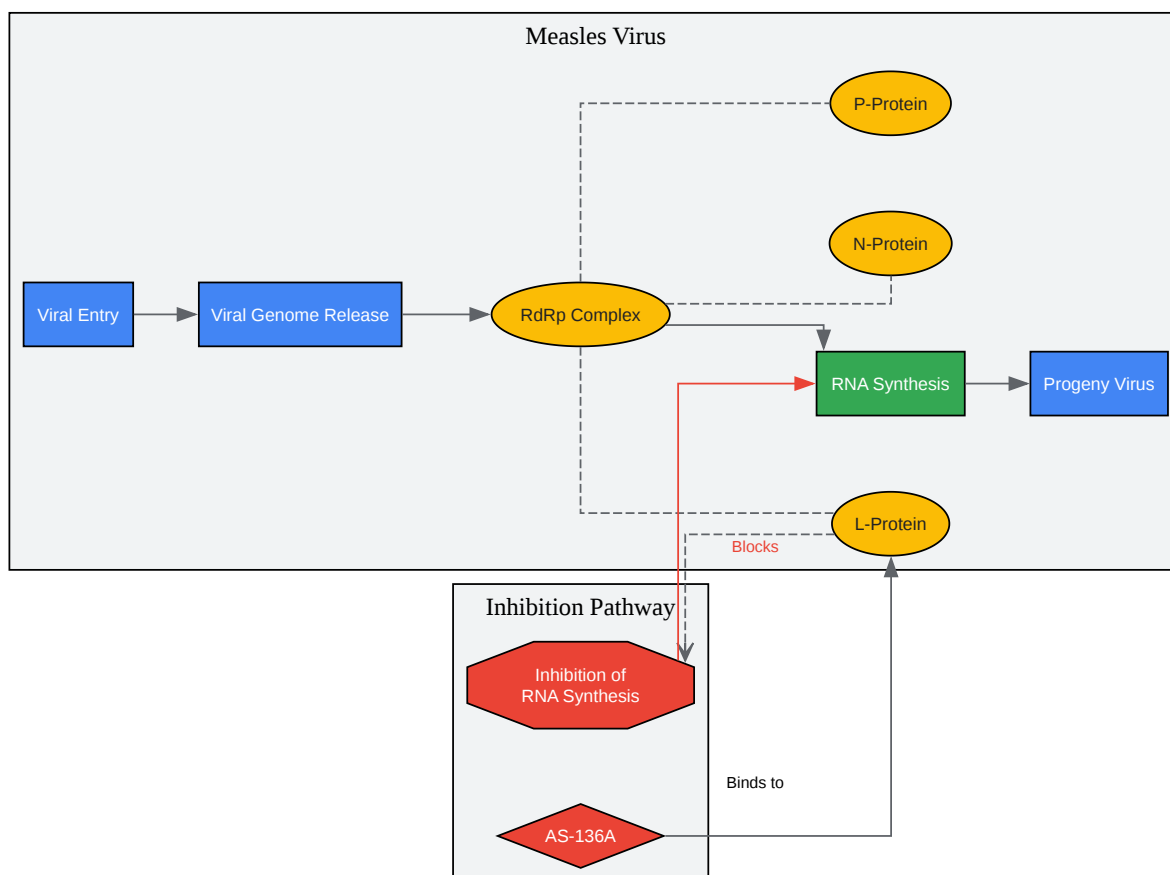 Measles Virus
P-Protein
N-Protein
Viral Entry
Viral Genome Release
RdRp Complex
RNA Synthesis
Progeny Virus
L-Protein
Blocks
Inhibition Pathway
Inhibition of
RNA Synthesis
Binds to
AS-136A